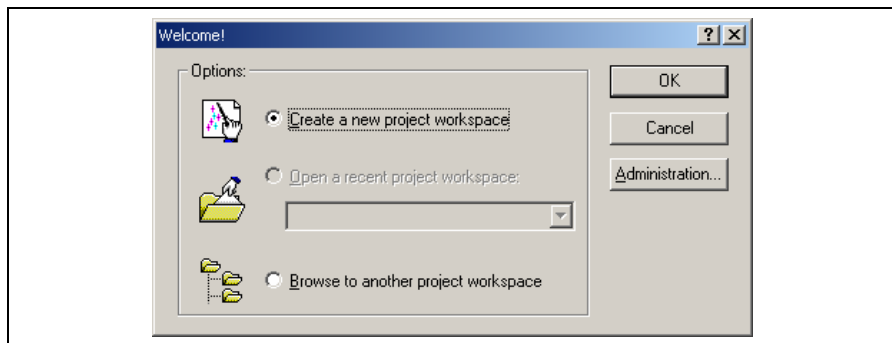 Welcome!
Options:
Create a new project workspace
Open a recent project workspace:
Browse to another project workspace
OK
Cancel
Administration...